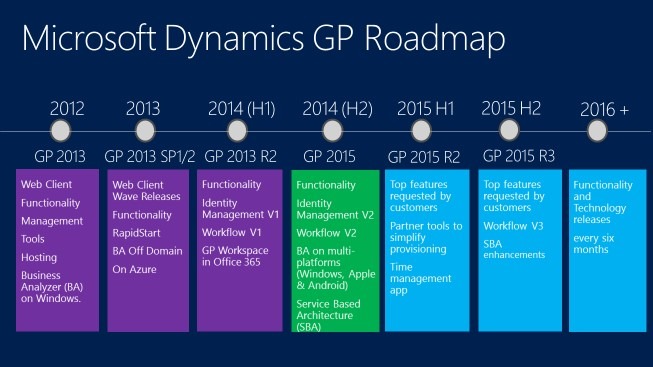 Microsoft Dynamics GP Roadmap
2012
2013
2014 (H1)
2014 (H2)
2015 H1
2015 H2
2016 +
GP 2013
GP 2013 SP1/2
GP 2013 R2
GP 2015
GP 2015 R2
GP 2015 R3
Web Client
Functionality
Management
Tools
Hosting
Business
Analyzer (BA)
on Windows.
Web Client
Wave Releases
Functionality
RapidStart
BA Off Domain
On Azure
Functionality
Identity
Management V1
Workflow V1
GP Workspace
in Office 365
Functionality
Identity
Management V2
Workflow V2
BA on multi-
platforms
(Windows, Apple
& Android)
Service Based
Architecture
(SBA)
Top features
requested by
customers
Partner tools to
simplify
provisioning
Time
management
app
Top features
requested by
customers
Workflow V3
SBA
enhancements
Functionality
and
Technology
releases
every six
months